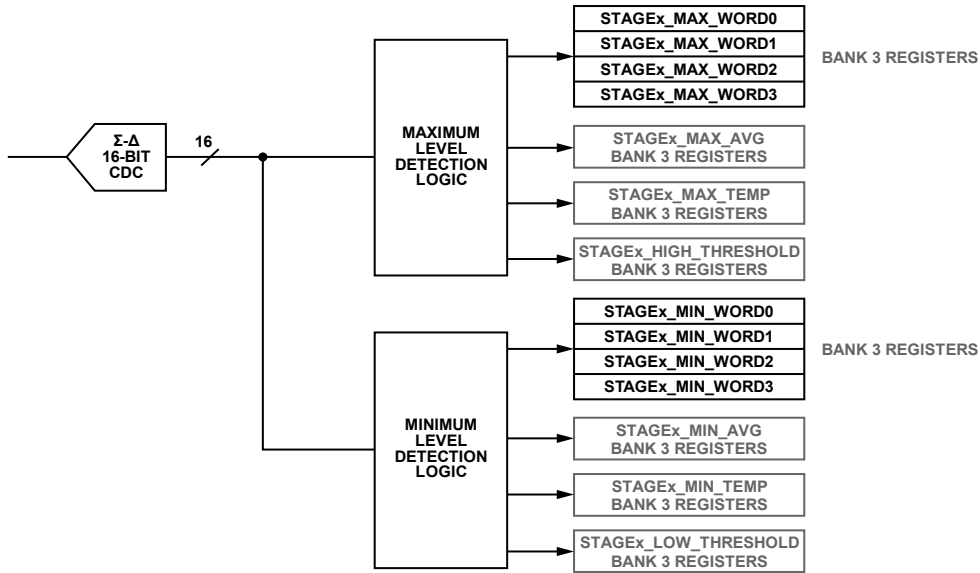 Σ-Δ
16-BIT
CDC
16
MAXIMUM
LEVEL
DETECTION
LOGIC
STAGEx_MAX_WORD0
STAGEx_MAX_WORD1
STAGEx_MAX_WORD2
STAGEx_MAX_WORD3
BANK 3 REGISTERS
STAGEx_MAX_AVG
BANK 3 REGISTERS
STAGEx_MAX_TEMP
BANK 3 REGISTERS
STAGEx_HIGH_THRESHOLD
BANK 3 REGISTERS
MINIMUM
LEVEL
DETECTION
LOGIC
STAGEx_MIN_WORD0
STAGEx_MIN_WORD1
STAGEx_MIN_WORD2
STAGEx_MIN_WORD3
BANK 3 REGISTERS
STAGEx_MIN_AVG
BANK 3 REGISTERS
STAGEx_MIN_TEMP
BANK 3 REGISTERS
STAGEx_LOW_THRESHOLD
BANK 3 REGISTERS